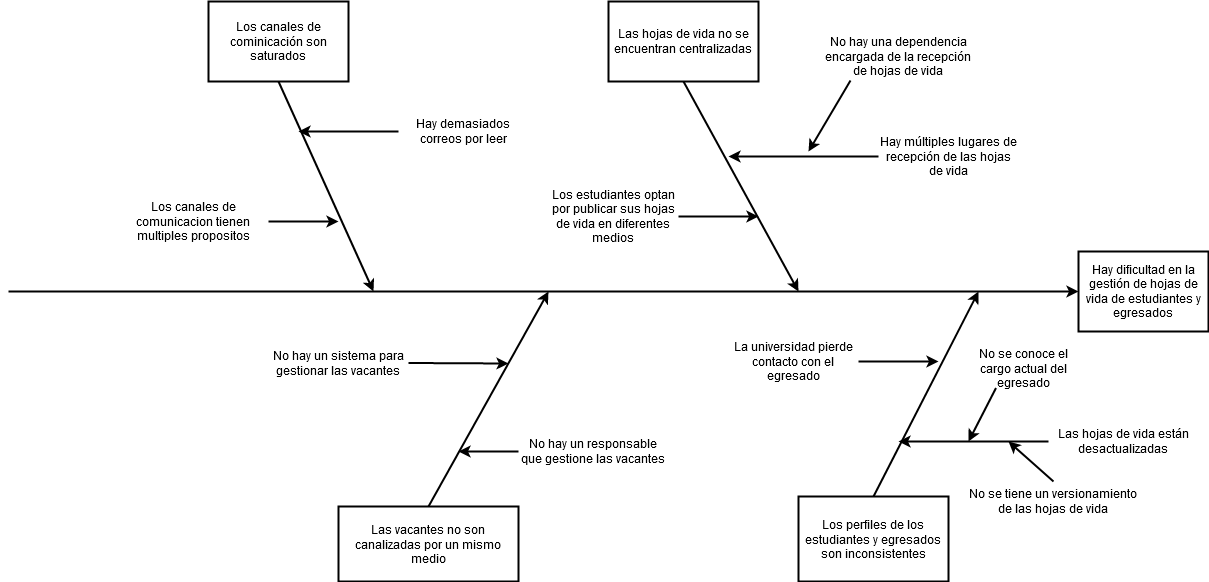 Los canales de
cominicación son
saturados
Las hojas de vida no se
encuentran centralizadas
No hay una dependencia
encargada de la recepción
de hojas de vida
Hay demasiados
correos por leer
Hay múltiples lugares de
recepción de las hojas
de vida
Los canales de
comunicacion tienen
multiples propositos
Los estudiantes optan
por publicar sus hojas
de vida en diferentes
medios
Hay dificultad en la
gestión de hojas de
vida de estudiantes y
egresados
No hay un sistema para
gestionar las vacantes
La universidad pierde
contacto con el
egresado
No se conoce el
cargo actual del
egresado
No hay un responsable
que gestione las vacantes
Las hojas de vida están
desactualizadas
No se tiene un versionamiento
de las hojas de vida
Las vacantes no son
canalizadas por un mismo
medio
Los perfiles de los
estudiantes y egresados
son inconsistentes